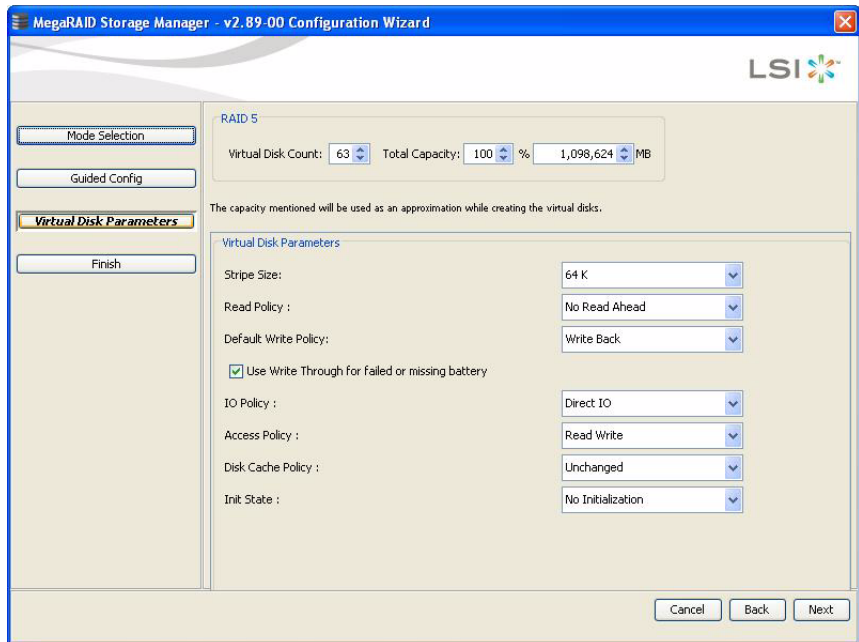 MegaRAID Storage Manager - v2.89-00 Configuration Wizard
LSI
Mode Selection
Guided Config
Virtual Disk Parameters
Finish
RAID 5
Virtual Disk Count: 63 Total Capacity: 100 % 1,098,624 MB
The capacity mentioned will be used as an approximation while creating the virtual disks.
Virtual Disk Parameters
Stripe Size: 64 K
Read Policy : No Read Ahead
Default Write Policy: Write Back
Use Write Through for failed or missing battery
IO Policy : Direct IO
Access Policy : Read Write
Disk Cache Policy : Unchanged
Init State : No Initialization
Cancel Back Next